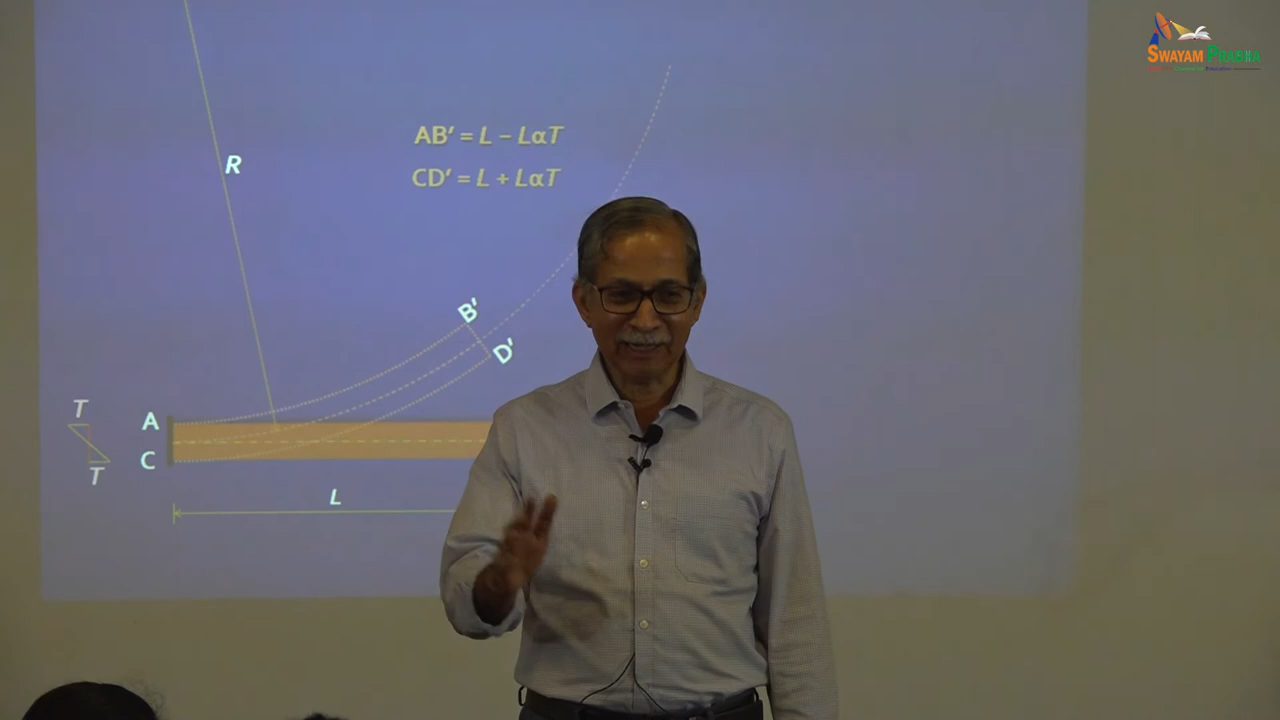 SWAYAM PRABHA
R
AB′ = L − LαT
CD′ = L + LαT
B′
D′
T
A
C
T
L